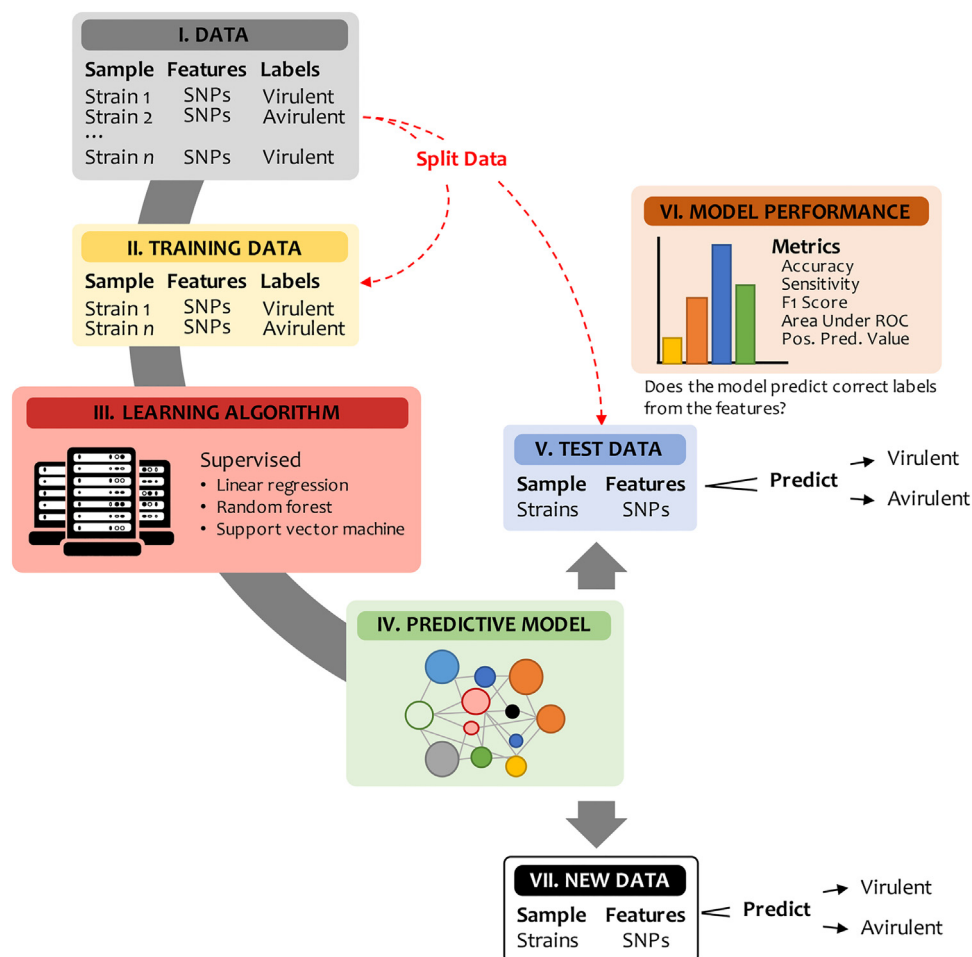 I. DATA
Sample Features Labels
Strain 1 SNPs Virulent
Strain 2 SNPs Avirulent
...
Strain n SNPs Virulent
Split Data
II. TRAINING DATA
Sample Features Labels
Strain 1 SNPs Virulent
Strain n SNPs Avirulent
III. LEARNING ALGORITHM
Supervised
• Linear regression
• Random forest
• Support vector machine
IV. PREDICTIVE MODEL
VI. MODEL PERFORMANCE
Metrics
Accuracy
Sensitivity
F1 Score
Area Under ROC
Pos. Pred. Value
Does the model predict correct labels
from the features?
V. TEST DATA
Sample Features
Strains SNPs
Predict
Virulent
Avirulent
VII. NEW DATA
Sample Features
Strains SNPs
Predict
Virulent
Avirulent